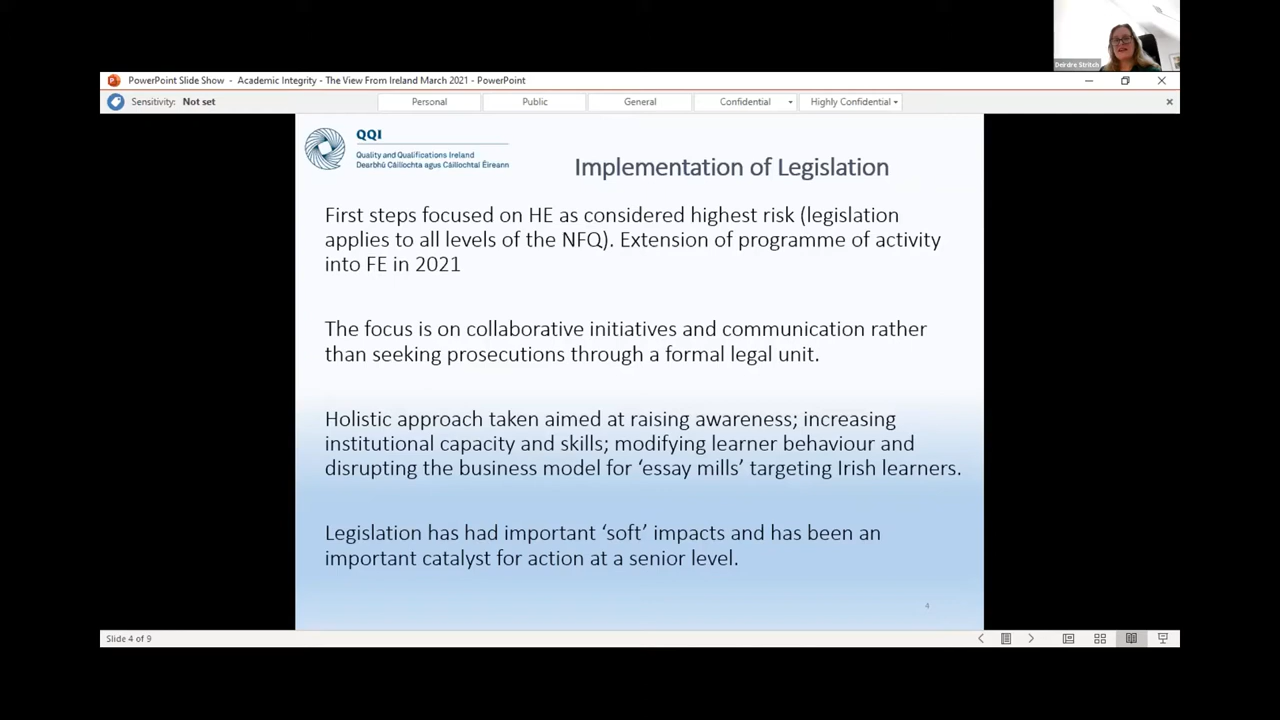 Deirdre Stritch
PowerPoint Slide Show - Academic Integrity - The View From Ireland March 2021 - PowerPoint
Sensitivity: Not set
Personal
Public
General
Confidential
Highly Confidential
QQI
Quality and Qualifications Ireland
Dearbhú Cáilíochta agus Cáilíochtaí Éireann
Implementation of Legislation
First steps focused on HE as considered highest risk (legislation
applies to all levels of the NFQ). Extension of programme of activity
into FE in 2021
The focus is on collaborative initiatives and communication rather
than seeking prosecutions through a formal legal unit.
Holistic approach taken aimed at raising awareness; increasing
institutional capacity and skills; modifying learner behaviour and
disrupting the business model for ‘essay mills’ targeting Irish learners.
Legislation has had important ‘soft’ impacts and has been an
important catalyst for action at a senior level.
4
Slide 4 of 9